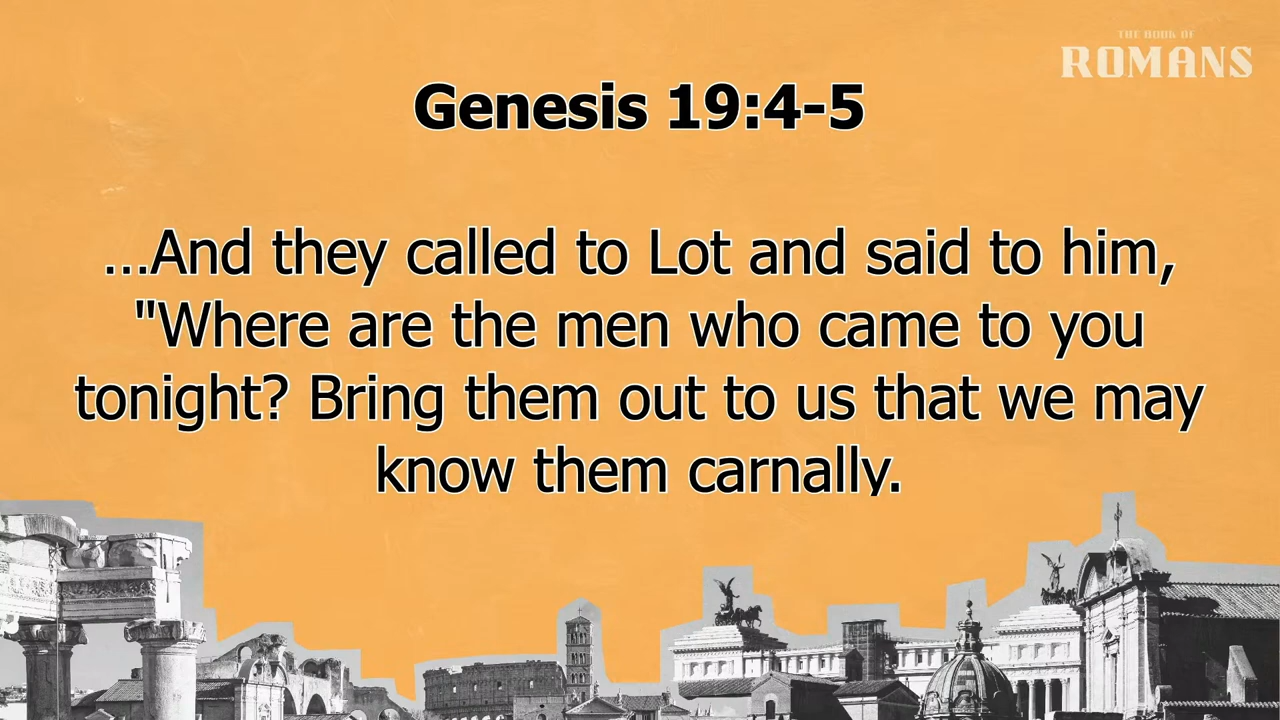 THE BOOK OF
ROMANS
Genesis 19:4-5
...And they called to Lot and said to him,
"Where are the men who came to you
tonight? Bring them out to us that we may
know them carnally.